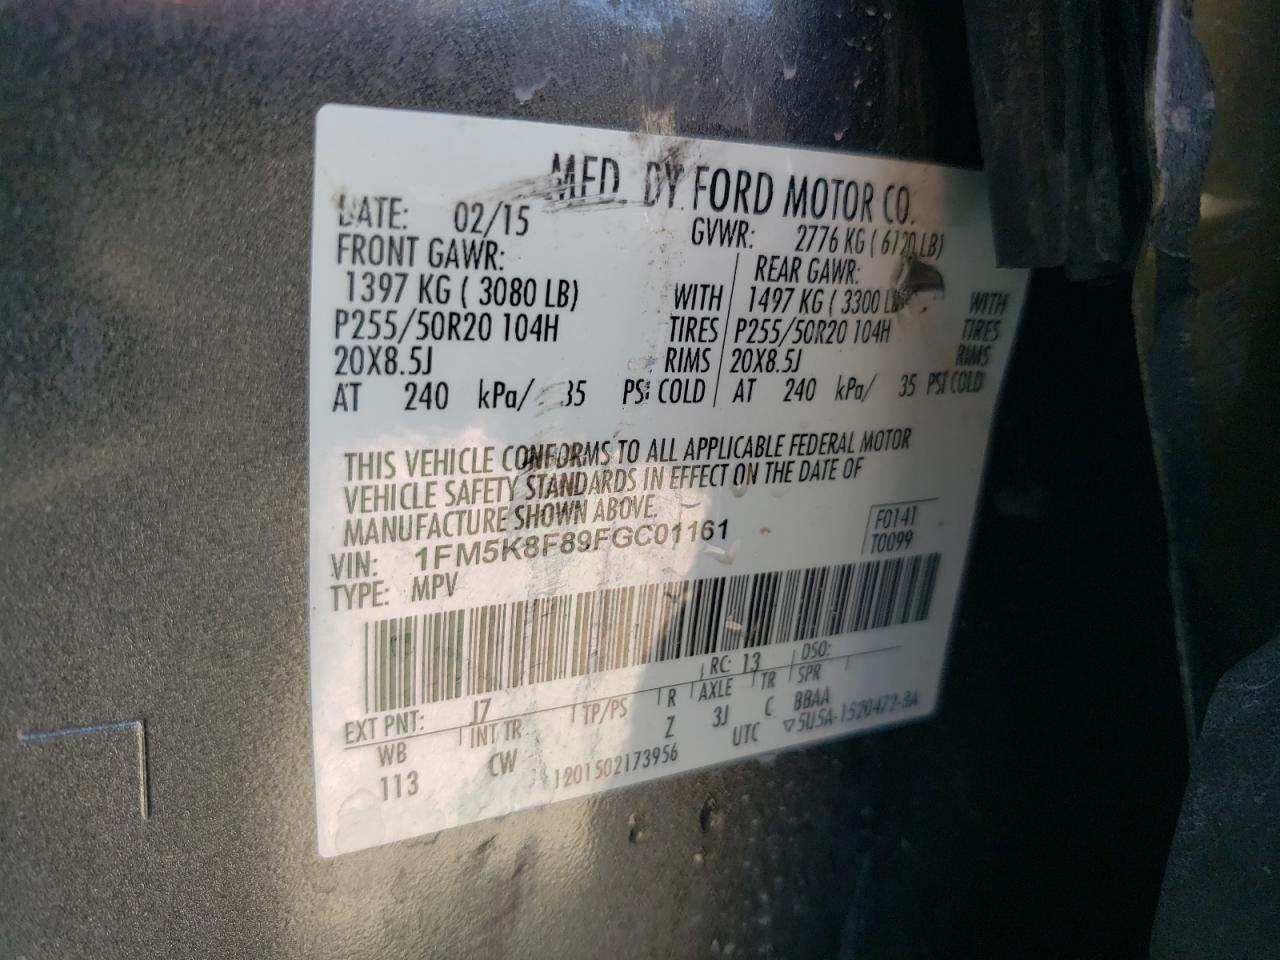 MFD. BY FORD MOTOR CO.
DATE: 02/15 GVWR: 2776 KG ( 6120 LB)
FRONT GAWR: REAR GAWR:
1397 KG ( 3080 LB) WITH 1497 KG ( 3300 LB WITH
P255/50R20 104H TIRES P255/50R20 104H TIRES
20X8.5J RIMS 20X8.5J RIMS
AT 240 kPa/ 35 PSI COLD AT 240 kPa/ 35 PSI COLD
THIS VEHICLE CONFORMS TO ALL APPLICABLE FEDERAL MOTOR
VEHICLE SAFETY STANDARDS IN EFFECT ON THE DATE OF
MANUFACTURE SHOWN ABOVE.
VIN: 1FM5K8F89FGC01161 F0141
TYPE: MPV T0099
EXT PNT: J7 RC: 13 DSO:
WB INT TR TP/PS R AXLE TR SPR
113 CW Z 3J C BBAA
1201502173956 UTC ▽5U5A-1520472-BA